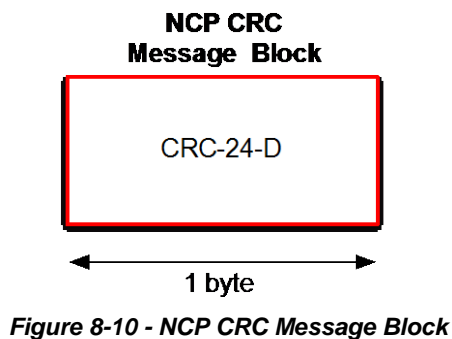 NCP CRC
Message Block
CRC-24-D
1 byte
Figure 8-10 - NCP CRC Message Block